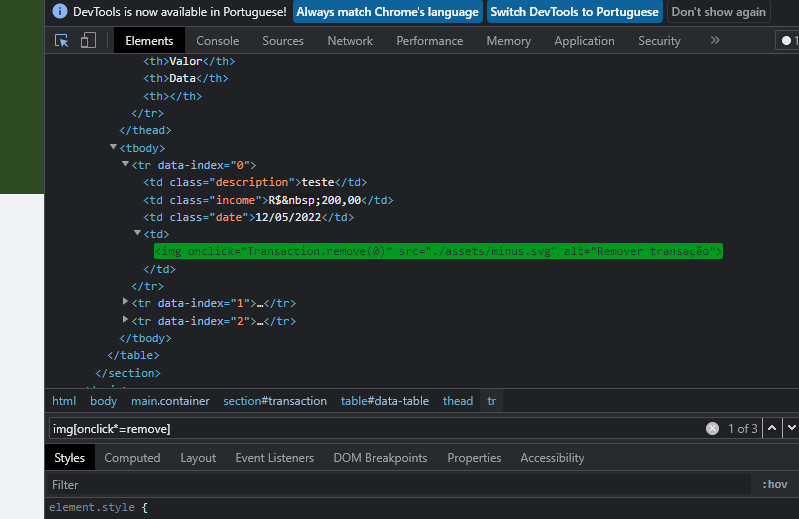 DevTools is now available in Portuguese! Always match Chrome's language Switch DevTools to Portuguese Don't show again
Elements Console Sources Network Performance Memory Application Security » 1
<th>Valor</th>
<th>Data</th>
<th></th>
</tr>
</thead>
<tbody>
<tr data-index="0">
<td class="description">teste</td>
<td class="income">R$&nbsp;200,00</td>
<td class="date">12/05/2022</td>
<td>
<img onclick="Transaction.remove(0)" src="./assets/minus.svg" alt="Remover transação">
</td>
</tr>
<tr data-index="1">…</tr>
<tr data-index="2">…</tr>
</tbody>
</table>
</section>
html body main.container section#transaction table#data-table thead tr
img[onclick*=remove] 1 of 3
Styles Computed Layout Event Listeners DOM Breakpoints Properties Accessibility
Filter :hov
element.style {